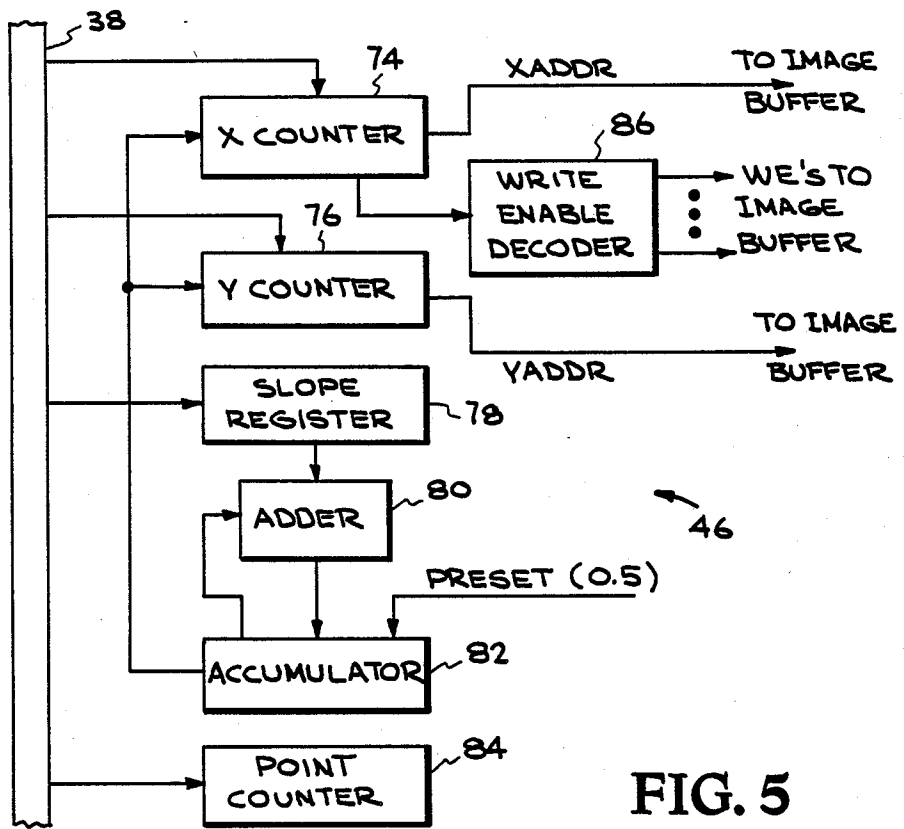 38
74
X COUNTER
XADDR
TO IMAGE
BUFFER
86
WRITE
ENABLE
DECODER
WE'S TO
IMAGE
BUFFER
76
Y COUNTER
YADDR
TO IMAGE
BUFFER
SLOPE
REGISTER
78
ADDER
80
46
PRESET (0.5)
ACCUMULATOR
82
POINT
COUNTER
84
FIG. 5